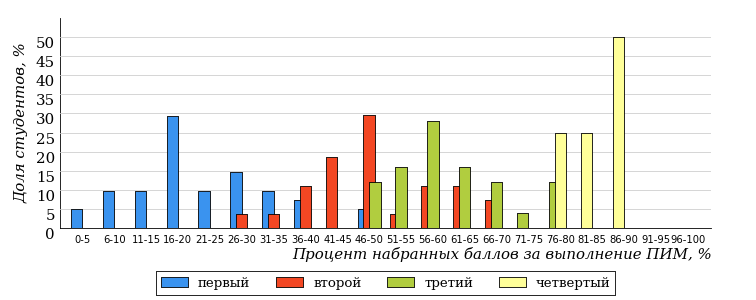 Доля студентов, %
50
45
40
35
30
25
20
15
10
5
0
0-5 6-10 11-15 16-20 21-25 26-30 31-35 36-40 41-45 46-50 51-55 56-60 61-65 66-70 71-75 76-80 81-85 86-90 91-95 96-100
Процент набранных баллов за выполнение ПИМ, %
первый второй третий четвертый